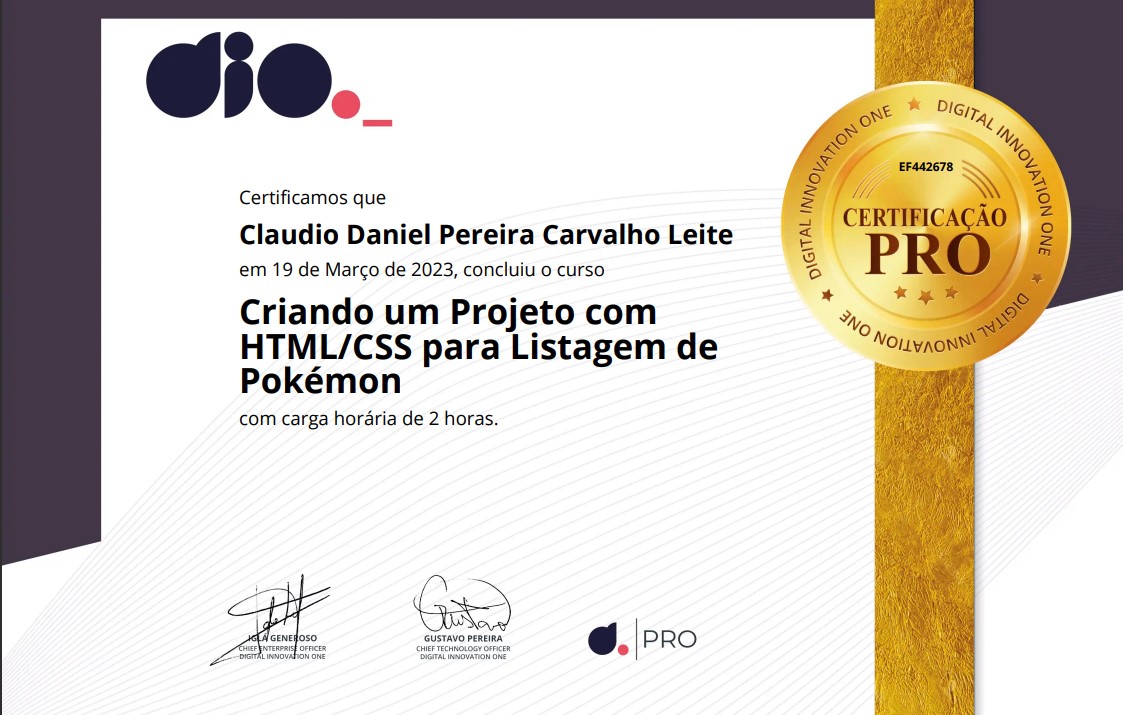 dio._
Certificamos que
Claudio Daniel Pereira Carvalho Leite
em 19 de Março de 2023, concluiu o curso
Criando um Projeto com
HTML/CSS para Listagem de
Pokémon
com carga horária de 2 horas.
DIGITAL INNOVATION ONE
DIGITAL INNOVATION ONE
DIGITAL INNOVATION ONE
EF442678
CERTIFICAÇÃO
PRO
IGLÁ GENEROSO
CHIEF ENTERPRISE OFFICER
DIGITAL INNOVATION ONE
Gustavo
GUSTAVO PEREIRA
CHIEF TECHNOLOGY OFFICER
DIGITAL INNOVATION ONE
d. | PRO